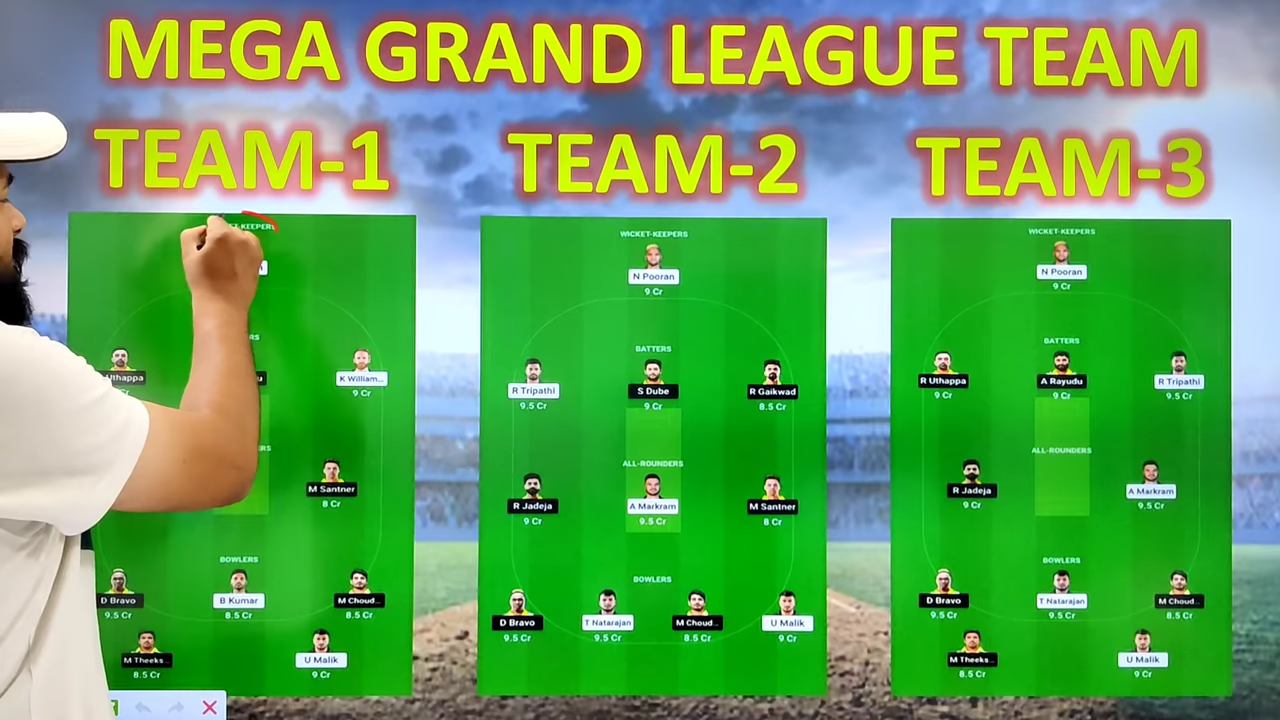 MEGA GRAND LEAGUE TEAM
TEAM-1
TEAM-2
TEAM-3
K William...
9 Cr
M Santner
8 Cr
BOWLERS
D Bravo
B Kumar
M Choud...
9.5 Cr
8.5 Cr
8.5 Cr
M Theeks...
U Malik
8.5 Cr
9 Cr
WICKET-KEEPERS
N Pooran
9 Cr
BATTERS
R Tripathi
S Dube
R Gaikwad
9.5 Cr
9 Cr
8.5 Cr
ALL-ROUNDERS
R Jadeja
A Markram
M Santner
9 Cr
9.5 Cr
8 Cr
BOWLERS
D Bravo
T Natarajan
M Choud...
U Malik
9.5 Cr
9.5 Cr
8.5 Cr
9 Cr
WICKET-KEEPERS
N Pooran
9 Cr
BATTERS
R Uthappa
A Rayudu
R Tripathi
9 Cr
9 Cr
9.5 Cr
ALL-ROUNDERS
R Jadeja
A Markram
9 Cr
9.5 Cr
BOWLERS
D Bravo
T Natarajan
M Choud...
9.5 Cr
9.5 Cr
8.5 Cr
M Theeks...
U Malik
8.5 Cr
9 Cr